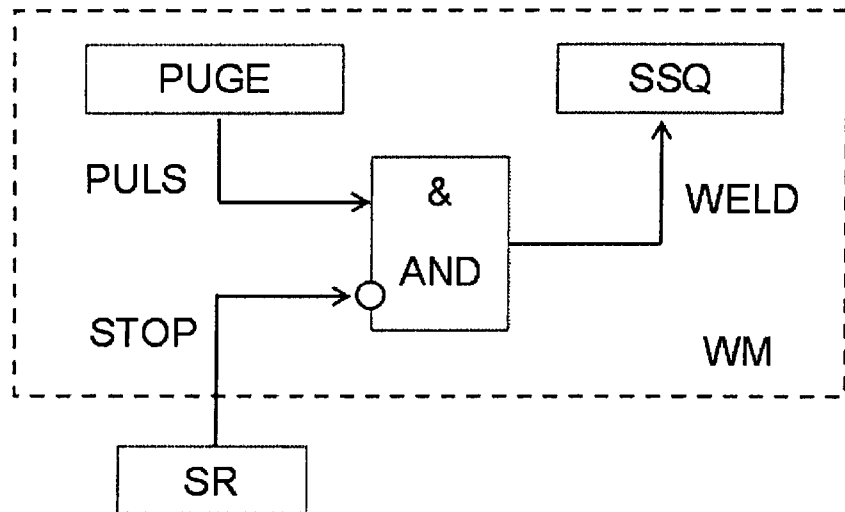 PUGE
SSQ
PULS
&
WELD
AND
STOP
WM
SR